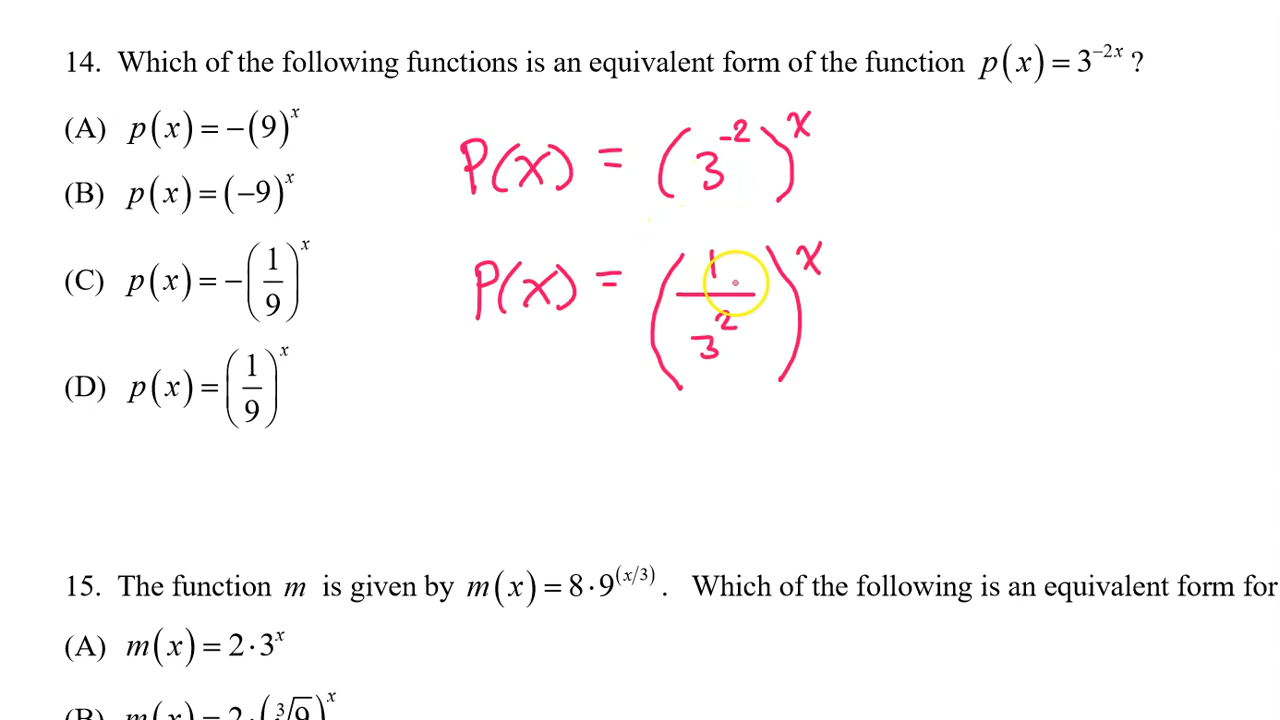 14. Which of the following functions is an equivalent form of the function p(x) = 3^{-2x} ?
(A) p(x) = -(9)^x
P(x) = (3^{-2})^x
(B) p(x) = (-9)^x
(C) p(x) = -(1/9)^x
P(x) = (1/3^2)^x
(D) p(x) = (1/9)^x
15. The function m is given by m(x) = 8·9^{(x/3)}. Which of the following is an equivalent form for
(A) m(x) = 2·3^x
(B) m(x) = 2·(∛9)^x